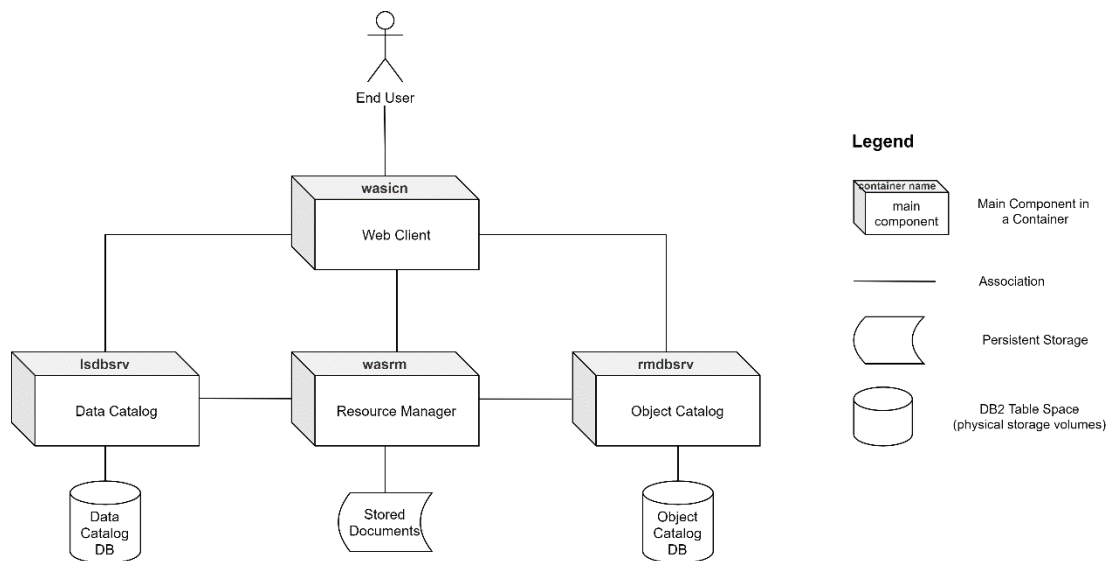 End User
wasicn
Web Client
lsdbsrv
Data Catalog
wasrm
Resource Manager
rmdbsrv
Object Catalog
Data
Catalog
DB
Stored
Documents
Object
Catalog
DB
Legend
container name
main
component
Main Component in
a Container
Association
Persistent Storage
DB2 Table Space
(physical storage volumes)